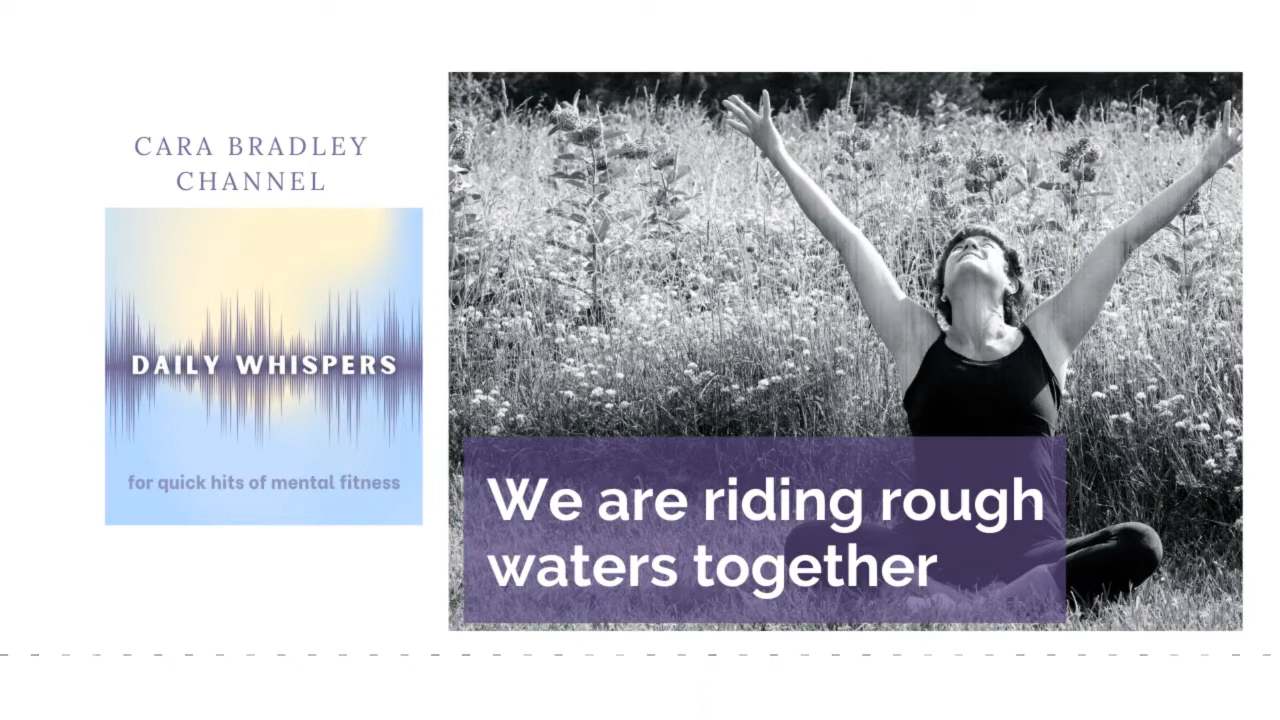 CARA BRADLEY
CHANNEL
DAILY WHISPERS
for quick hits of mental fitness
We are riding rough
waters together